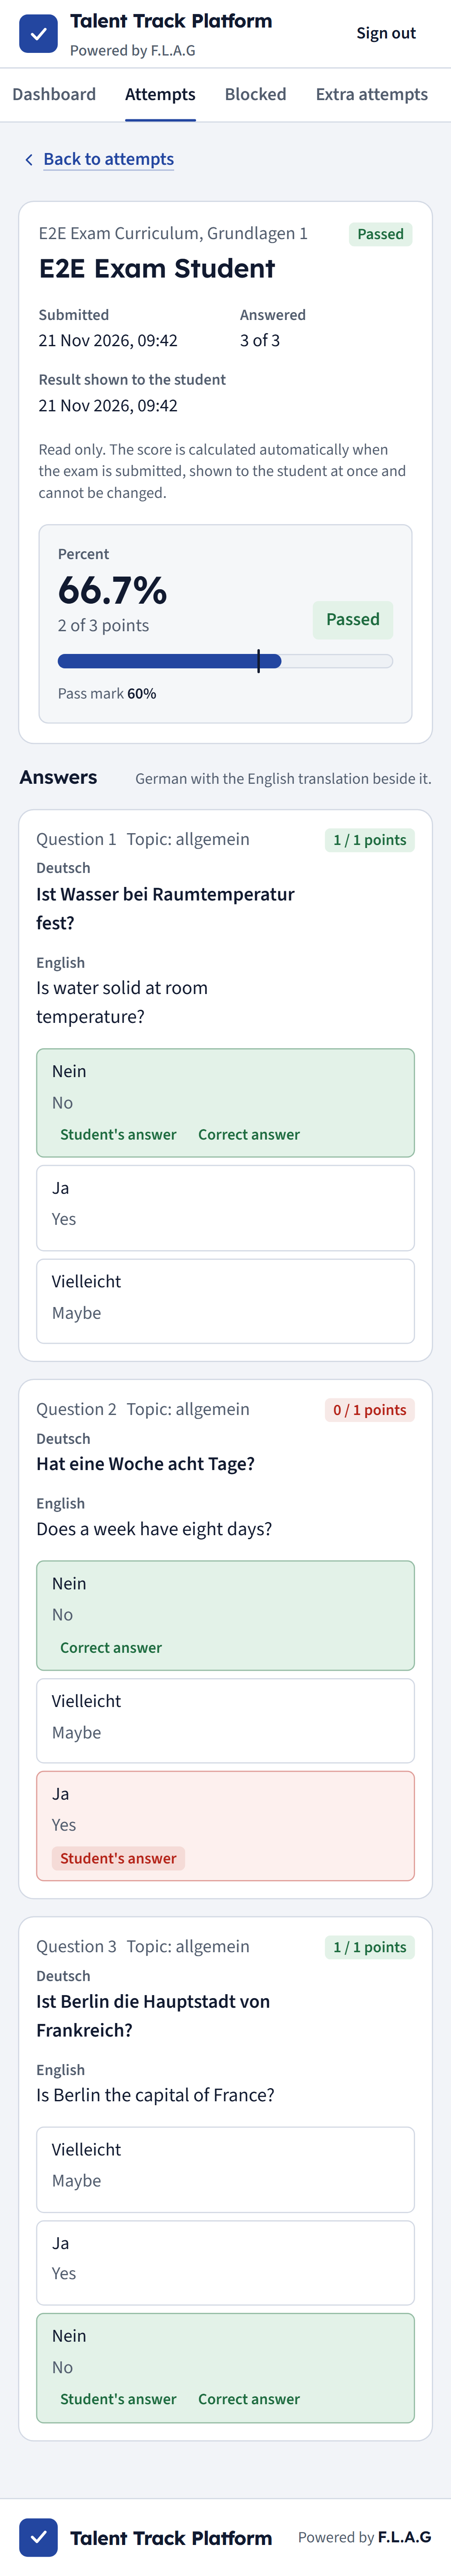 Talent Track Platform
Powered by F.L.A.G
Sign out
Dashboard Attempts Blocked Extra attempts
Back to attempts
E2E Exam Curriculum, Grundlagen 1
Passed
E2E Exam Student
Submitted
21 Nov 2026, 09:42
Answered
3 of 3
Result shown to the student
21 Nov 2026, 09:42
Read only. The score is calculated automatically when
the exam is submitted, shown to the student at once and
cannot be changed.
Percent
66.7%
2 of 3 points
Passed
Pass mark 60%
Answers
German with the English translation beside it.
Question 1 Topic: allgemein
1 / 1 points
Deutsch
Ist Wasser bei Raumtemperatur
fest?
English
Is water solid at room
temperature?
Nein
No
Student's answer Correct answer
Ja
Yes
Vielleicht
Maybe
Question 2 Topic: allgemein
0 / 1 points
Deutsch
Hat eine Woche acht Tage?
English
Does a week have eight days?
Nein
No
Correct answer
Vielleicht
Maybe
Ja
Yes
Student's answer
Question 3 Topic: allgemein
1 / 1 points
Deutsch
Ist Berlin die Hauptstadt von
Frankreich?
English
Is Berlin the capital of France?
Vielleicht
Maybe
Ja
Yes
Nein
No
Student's answer Correct answer
Talent Track Platform
Powered by F.L.A.G